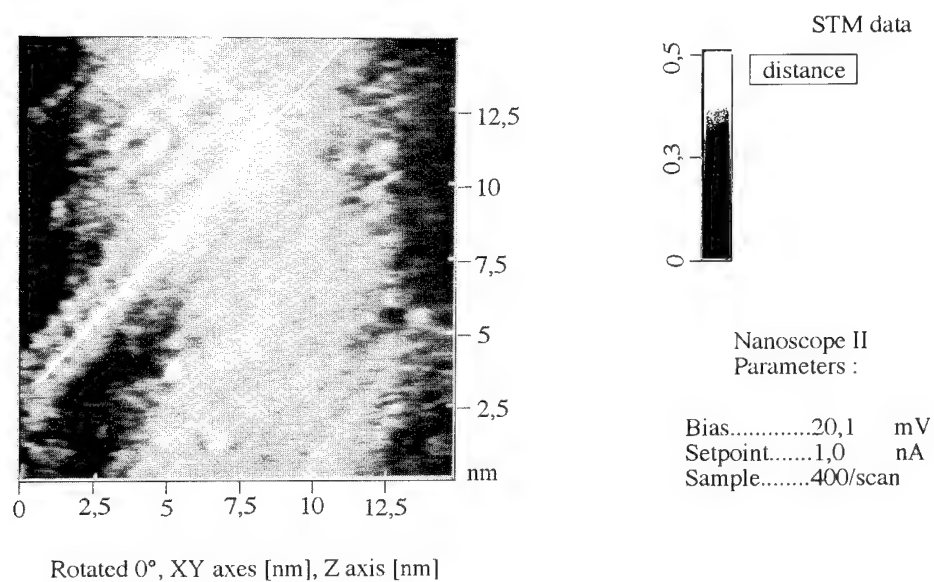 STM data
0,5
distance
0,3
0
12,5
10
7,5
5
2,5
nm
0 2,5 5 7,5 10 12,5
Nanoscope II
Parameters :
Bias............20,1 mV
Setpoint.......1,0 nA
Sample........400/scan
Rotated 0°, XY axes [nm], Z axis [nm]